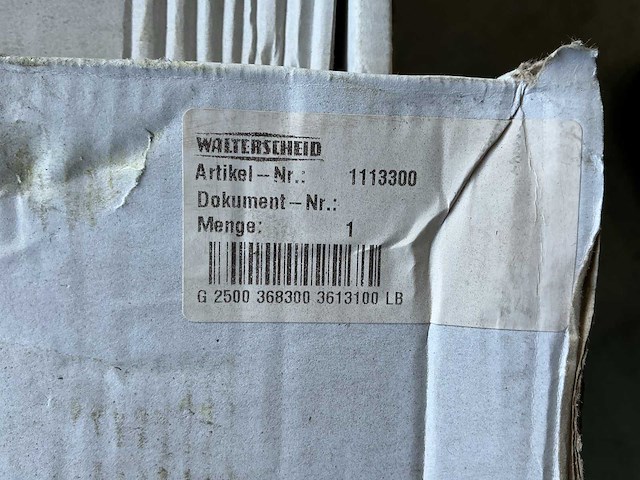 WALTERSCHEID
Artikel-Nr.: 1113300
Dokument-Nr.:
Menge: 1
G 2500 368300 3613100 LB